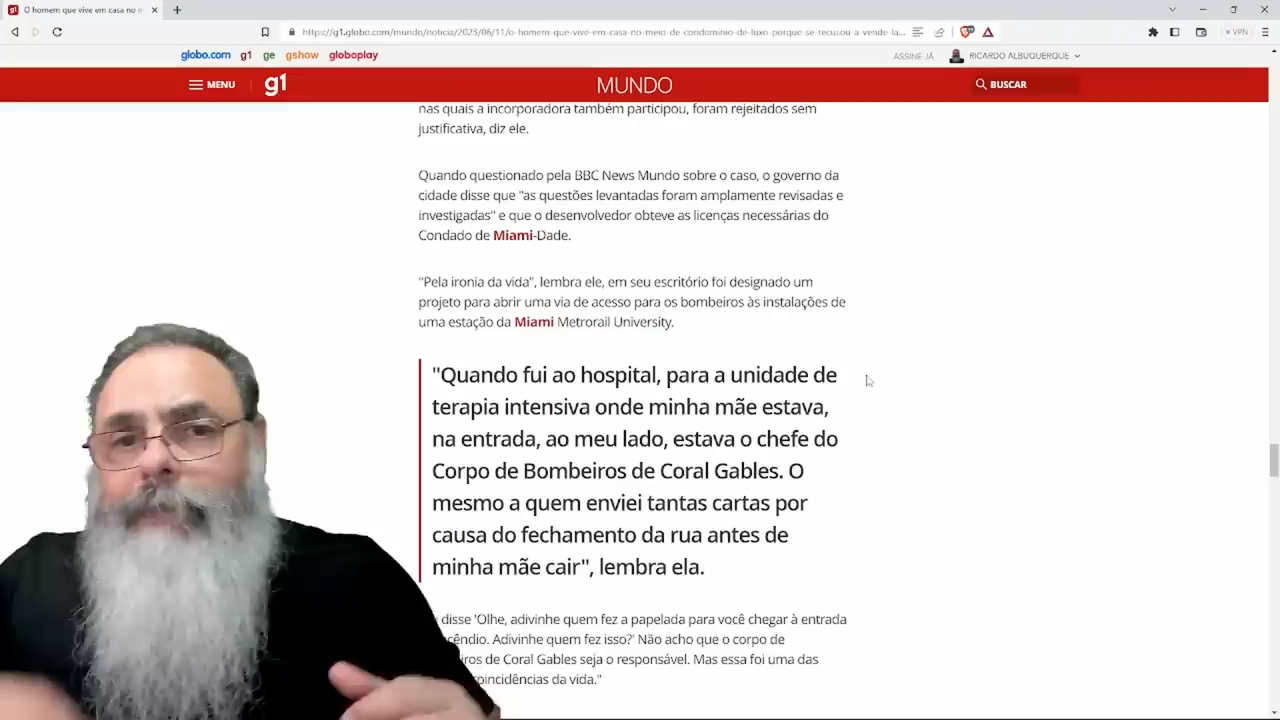 O homem que vive em casa no m
https://g1.globo.com/mundo/noticia/2023/06/11/o-homem-que-vive-em-casa-no-meio-de-condominio-de-luxo-porque-se-recusou-a-vende-la...
VPN
globo.com g1 ge gshow globoplay
ASSINE JÁ
RICARDO ALBUQUERQUE
MENU
g1
MUNDO
BUSCAR
nas quais a incorporadora também participou, foram rejeitados sem
justificativa, diz ele.
Quando questionado pela BBC News Mundo sobre o caso, o governo da
cidade disse que "as questões levantadas foram amplamente revisadas e
investigadas" e que o desenvolvedor obteve as licenças necessárias do
Condado de Miami-Dade.
"Pela ironia da vida", lembra ele, em seu escritório foi designado um
projeto para abrir uma via de acesso para os bombeiros às instalações de
uma estação da Miami Metrorail University.
"Quando fui ao hospital, para a unidade de
terapia intensiva onde minha mãe estava,
na entrada, ao meu lado, estava o chefe do
Corpo de Bombeiros de Coral Gables. O
mesmo a quem enviei tantas cartas por
causa do fechamento da rua antes de
minha mãe cair", lembra ela.
disse 'Olhe, adivinhe quem fez a papelada para você chegar à entrada
cêndio. Adivinhe quem fez isso?' Não acho que o corpo de
iros de Coral Gables seja o responsável. Mas essa foi uma das
oincidências da vida."